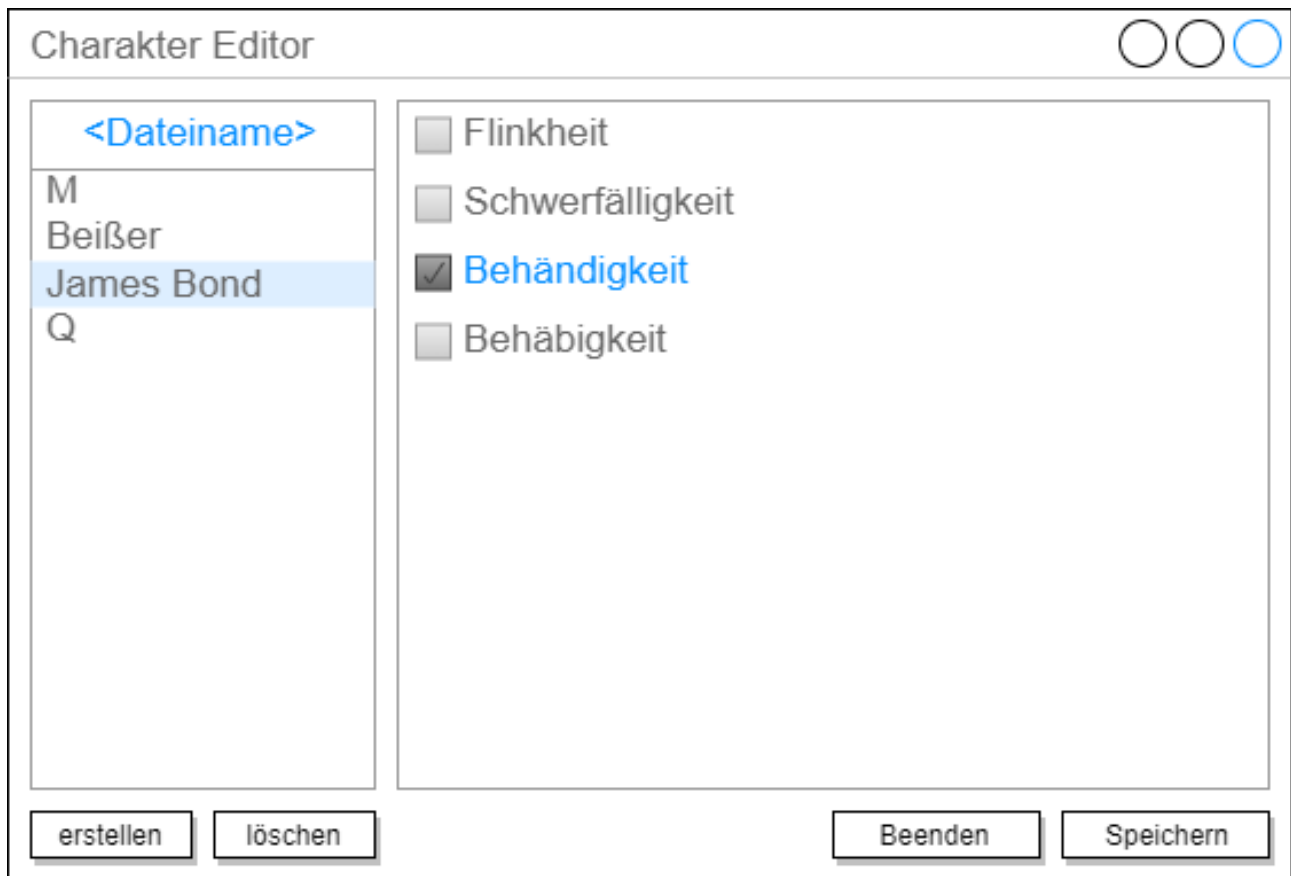 Charakter Editor
<Dateiname>
M
Beißer
James Bond
Q
Flinkheit
Schwerfälligkeit
Behändigkeit
Behäbigkeit
erstellen
löschen
Beenden
Speichern